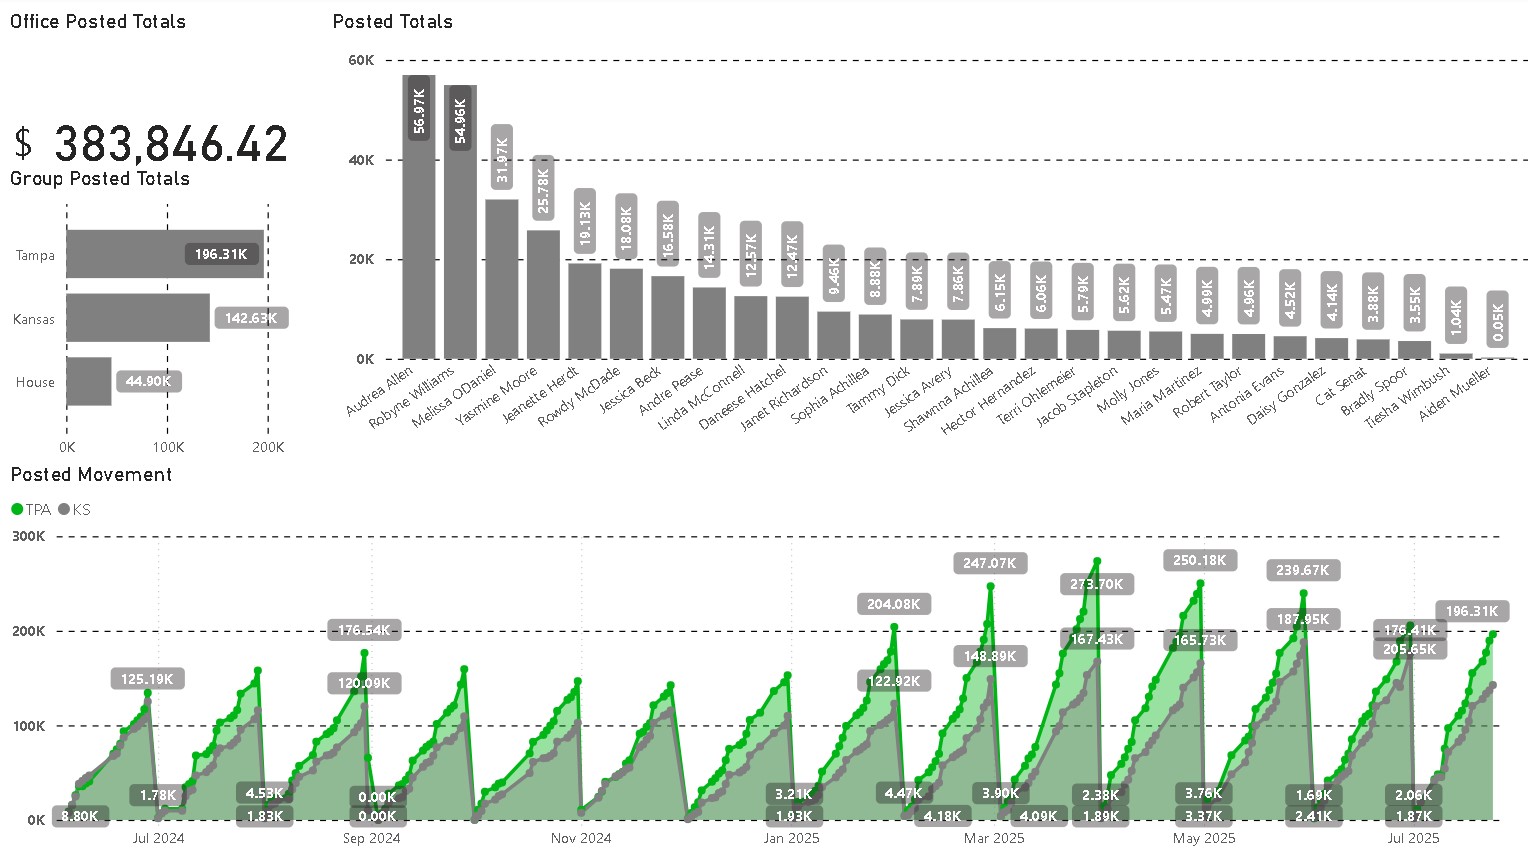 Office Posted Totals
$ 383,846.42
Group Posted Totals
Tampa
196.31K
Kansas
142.63K
House
44.90K
0K
100K
200K
Posted Totals
60K
40K
20K
0K
56.97K
54.96K
31.97K
25.78K
19.13K
18.08K
16.58K
14.31K
12.57K
12.47K
9.46K
8.88K
7.89K
7.86K
6.15K
6.06K
5.79K
5.62K
5.47K
4.99K
4.96K
4.52K
4.14K
3.88K
3.55K
1.04K
0.05K
Audrea Allen
Robyne Williams
Melissa ODaniel
Yasmine Moore
Jeanette Herdt
Rowdy McDade
Jessica Beck
Andre Pease
Linda McConnell
Daneese Hatchel
Janet Richardson
Sophia Achillea
Tammy Dick
Jessica Avery
Shawnna Achillea
Hector Hernandez
Terri Ohlemeier
Jacob Stapleton
Molly Jones
Maria Martinez
Robert Taylor
Antonia Evans
Daisy Gonzalez
Cat Senat
Bradly Spoor
Tiesha Wimbush
Aiden Mueller
Posted Movement
TPA
KS
300K
200K
100K
0K
125.19K
176.54K
120.09K
204.08K
122.92K
247.07K
148.89K
273.70K
167.43K
250.18K
165.73K
239.67K
187.95K
176.41K
205.65K
196.31K
8.80K
1.78K
4.53K
1.83K
0.00K
0.00K
3.21K
1.93K
4.47K
4.18K
3.90K
4.09K
2.38K
1.89K
3.76K
3.37K
1.69K
2.41K
2.06K
1.87K
Jul 2024
Sep 2024
Nov 2024
Jan 2025
Mar 2025
May 2025
Jul 2025